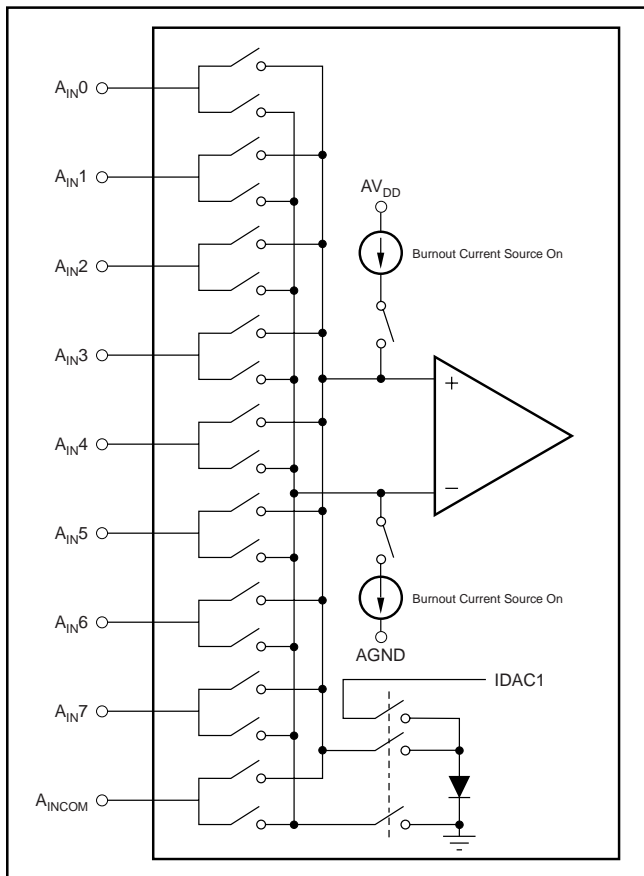 AIN0
AIN1
AVDD
Burnout Current Source On
AIN2
AIN3
+
AIN4
−
AIN5
Burnout Current Source On
AIN6
AGND
IDAC1
AIN7
AINCOM